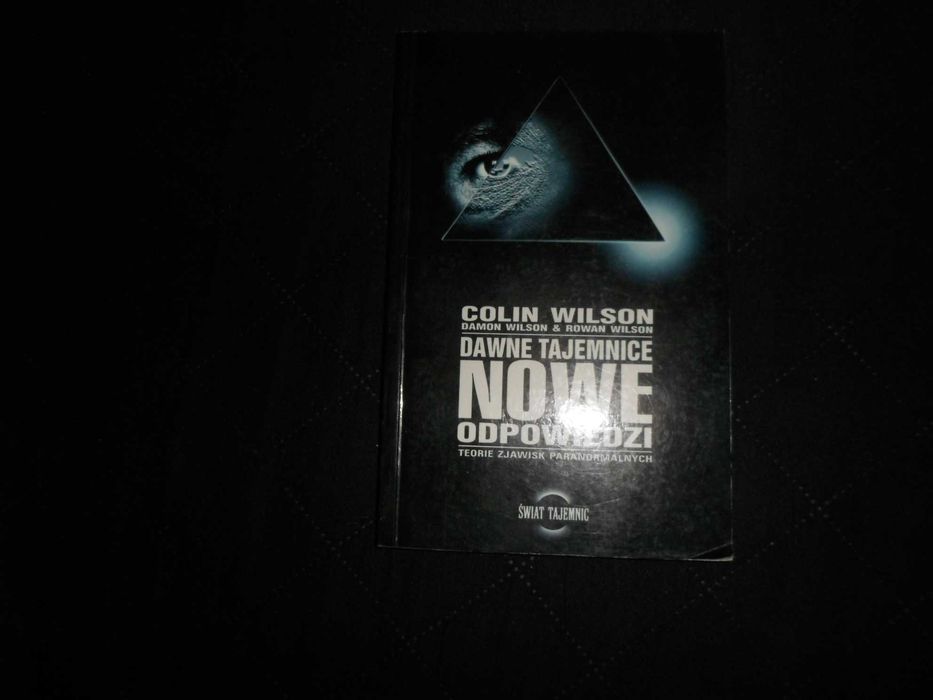 COLIN WILSON
DAMON WILSON & ROWAN WILSON
DAWNE TAJEMNICE
NOWE
ODPOWIEDZI
TEORIE ZJAWISK PARANORMALNYCH
ŚWIAT TAJEMNIC